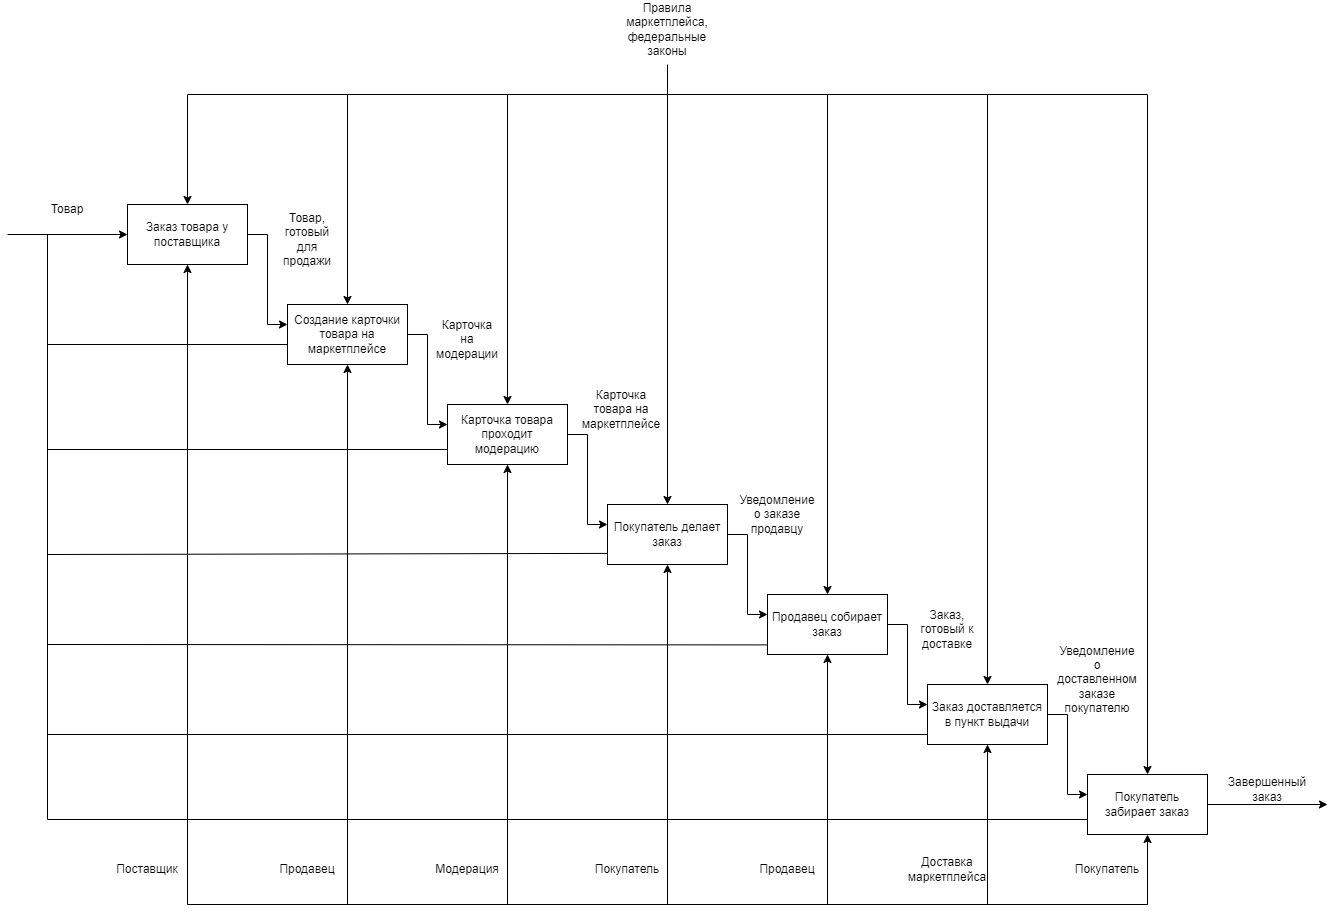 Правила
маркетплейса,
федеральные
законы
Товар
Заказ товара у
поставщика
Товар,
готовый
для
продажи
Создание карточки
товара на
маркетплейсе
Карточка
на
модерации
Карточка товара
проходит
модерацию
Карточка
товара на
маркетплейсе
Покупатель делает
заказ
Уведомление
о заказе
продавцу
Продавец собирает
заказ
Заказ,
готовый к
доставке
Заказ доставляется
в пункт выдачи
Уведомление
о
доставленном
заказе
покупателю
Покупатель
забирает заказ
Завершенный
заказ
Поставщик
Продавец
Модерация
Покупатель
Продавец
Доставка
маркетплейса
Покупатель